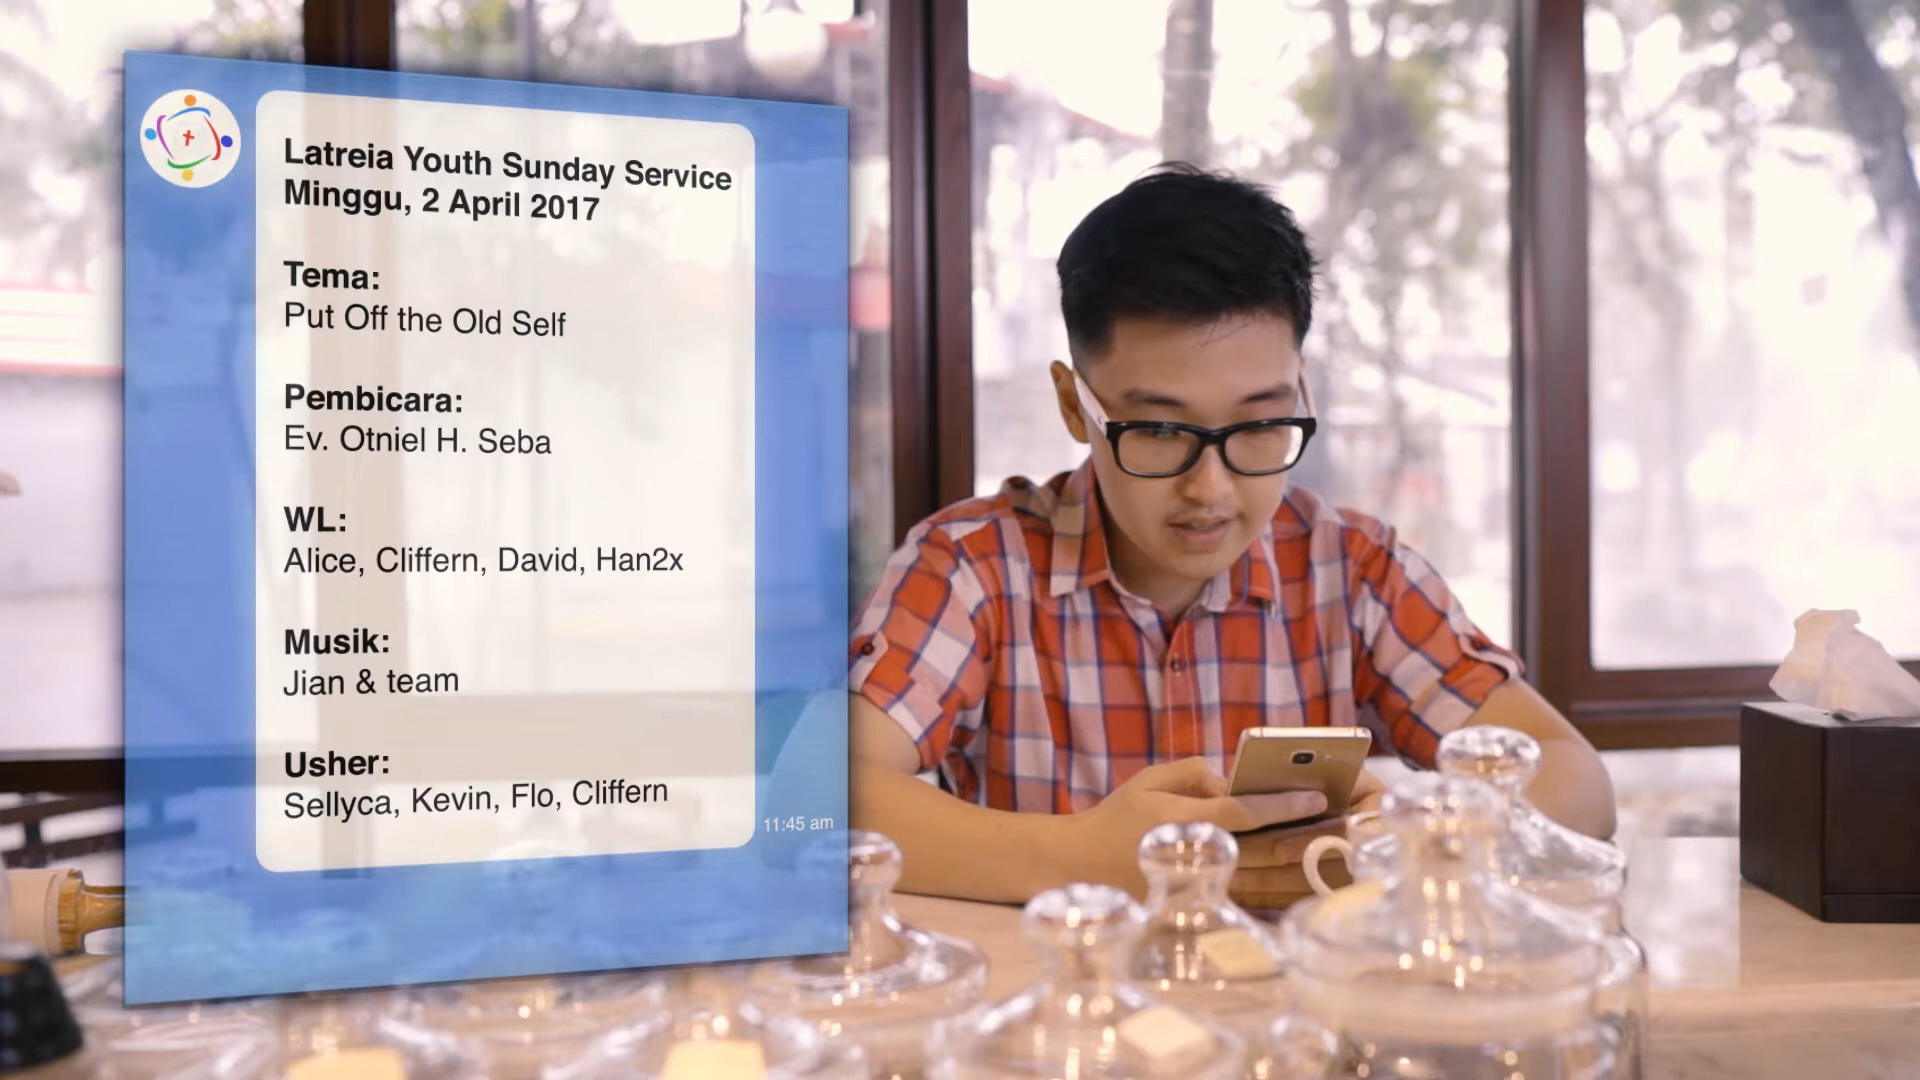 Latreia Youth Sunday Service
Minggu, 2 April 2017
Tema:
Put Off the Old Self
Pembicara:
Ev. Otniel H. Seba
WL:
Alice, Cliffern, David, Han2x
Musik:
Jian & team
Usher:
Sellyca, Kevin, Flo, Cliffern
11:45 am